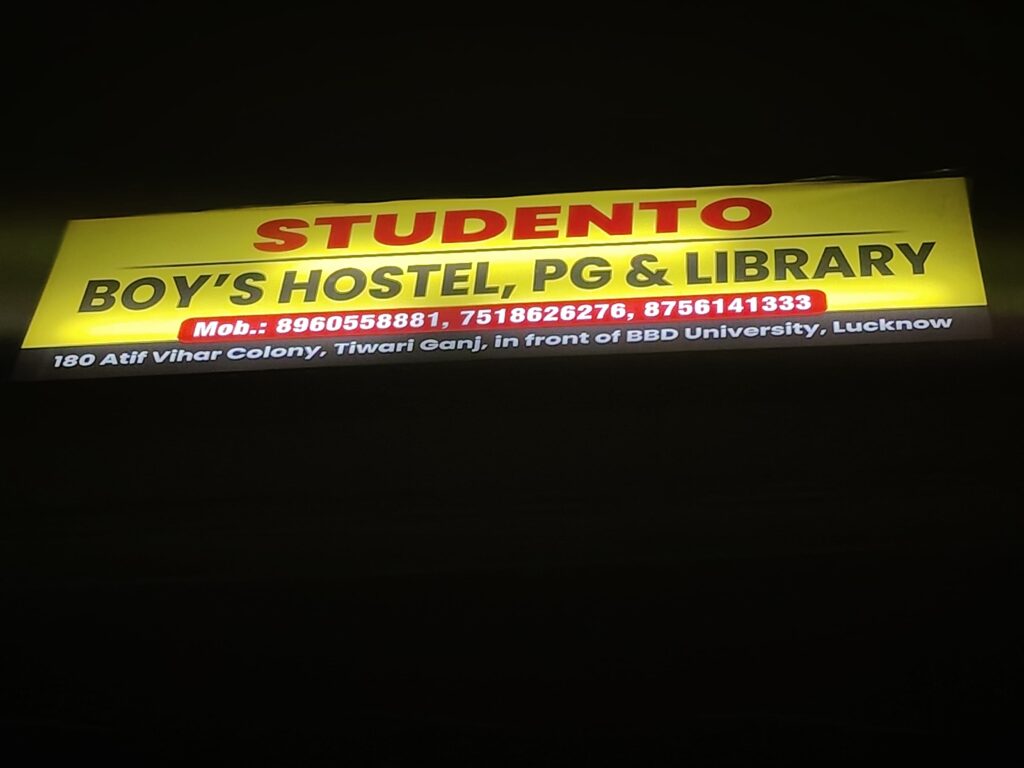 STUDENTO
BOY'S HOSTEL, PG & LIBRARY
Mob.: 8960558881, 7518626276, 8756141333
180 Atif Vihar Colony, Tiwari Ganj, in front of BBD University, Lucknow